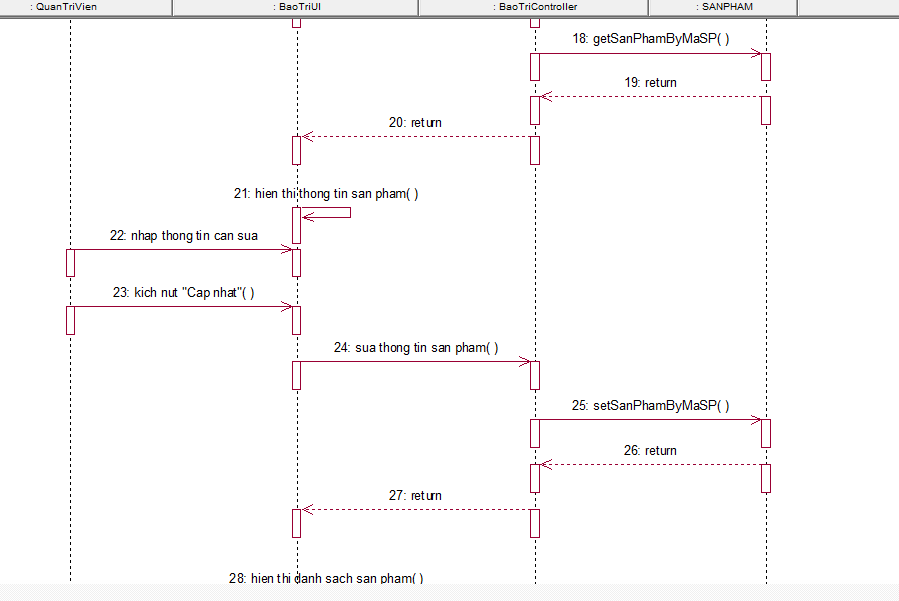 : QuanTriVien
: BaoTriUI
: BaoTriController
: SANPHAM
18: getSanPhamByMaSP( )
19: return
20: return
21: hien thi thong tin san pham( )
22: nhap thong tin can sua
23: kich nut "Cap nhat"( )
24: sua thong tin san pham( )
25: setSanPhamByMaSP( )
26: return
27: return
28: hien thi danh sach san pham( )